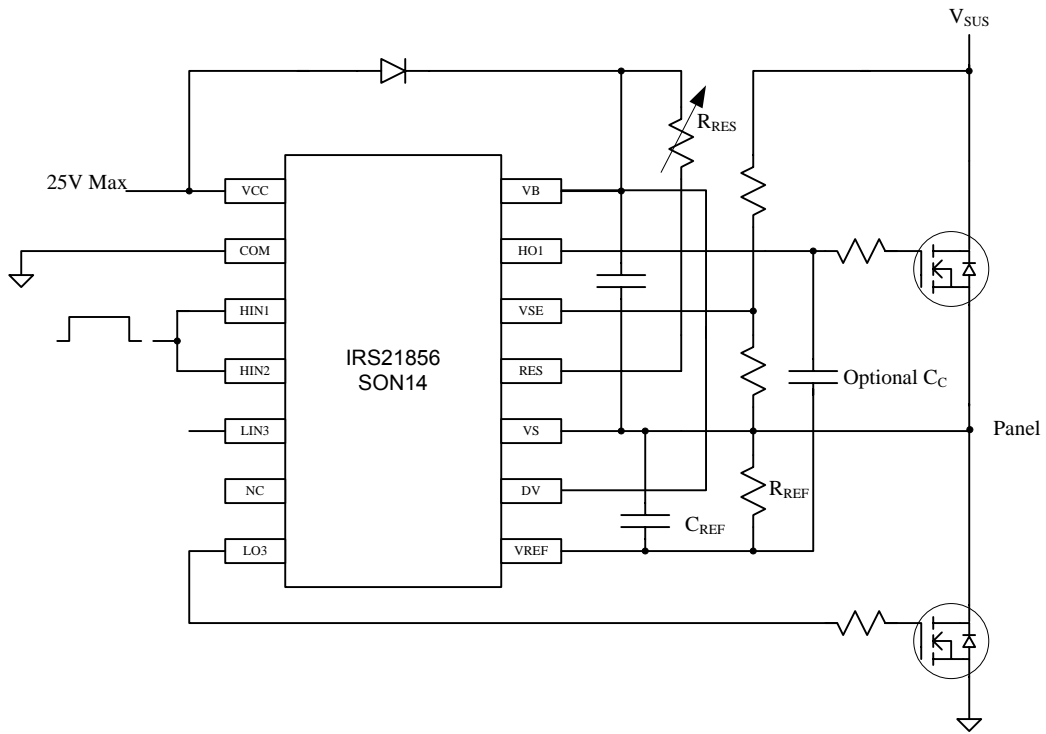 VSUS
RRES
25V Max
VCC
VB
COM
HO1
HIN1
VSE
IRS21856
SON14
HIN2
RES
Optional CC
LIN3
VS
Panel
NC
DV
RREF
CREF
LO3
VREF